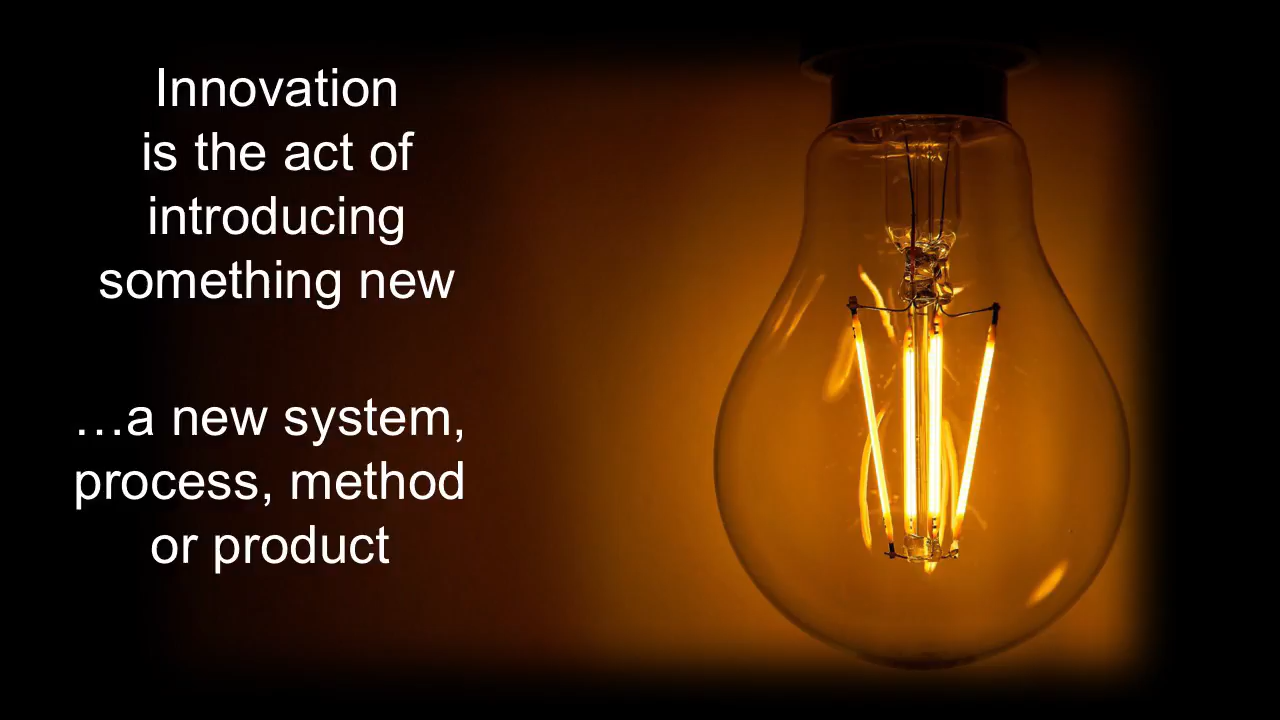 Innovation
is the act of
introducing
something new
…a new system,
process, method
or product